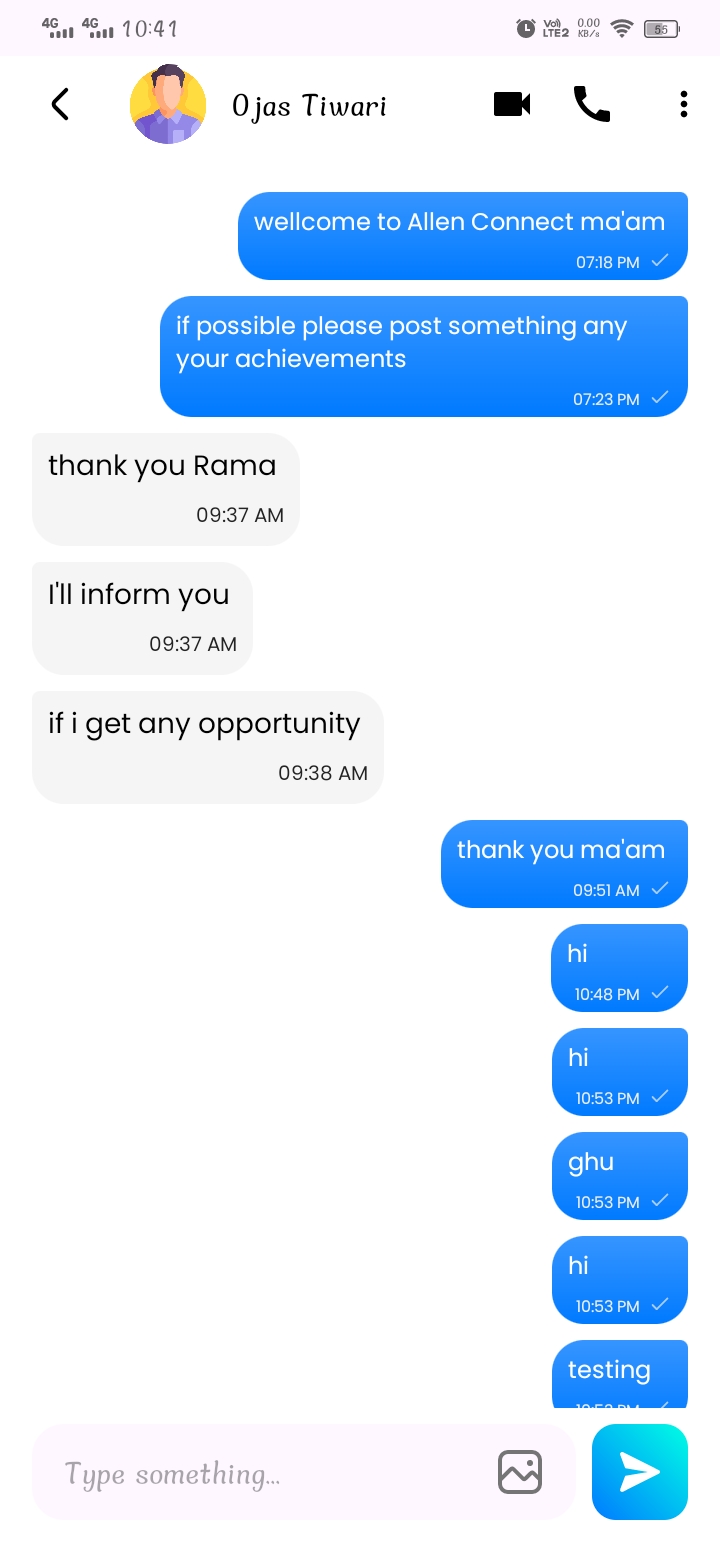 4G 4G 10:41 Vo) LTE2 0.00 KB/s 55
Ojas Tiwari
wellcome to Allen Connect ma'am
07:18 PM
if possible please post something any
your achievements
07:23 PM
thank you Rama
09:37 AM
I'll inform you
09:37 AM
if i get any opportunity
09:38 AM
thank you ma'am
09:51 AM
hi
10:48 PM
hi
10:53 PM
ghu
10:53 PM
hi
10:53 PM
testing
Type something...